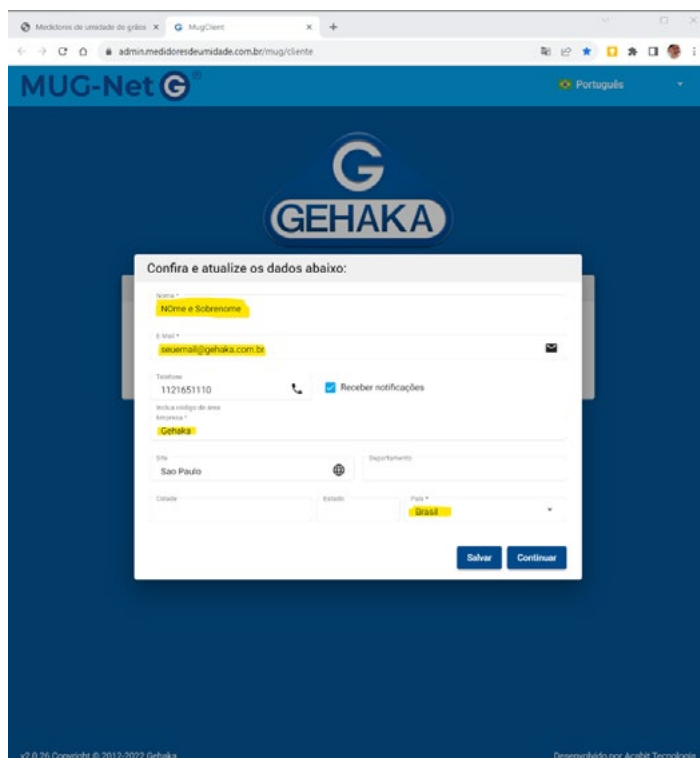 Medidores de umidade de grãos
MugClient
admin.medidoresdeumidade.com.br/mug/cliente
MUG-Net G®
Português
G
GEHAKA
Confira e atualize os dados abaixo:
Nome *
NOme e Sobrenome
E-Mail *
seuemail@gehaka.com.br
Telefone
1121651110
Receber notificações
Inclua código de área
Empresa *
Gehaka
Site
Departamento
Sao Paulo
Cidade
Estado
País *
Brasil
Salvar
Continuar
v2.0.26 Copyright © 2012-2022 Gehaka
Desenvolvido por Acabit Tecnologia